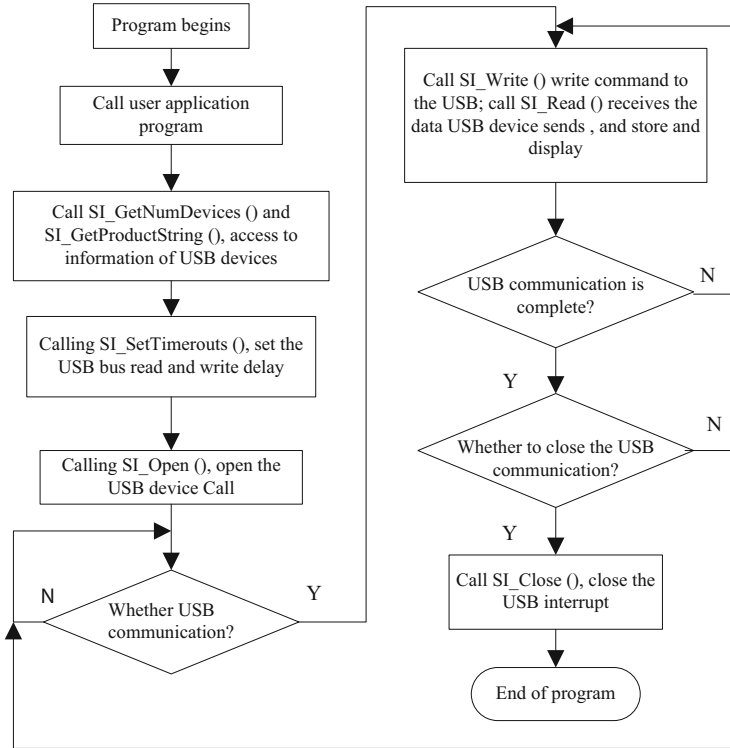 Program begins
Call user application
program
Call SI_GetNumDevices () and
SI_GetProductString (), access to
information of USB devices
Calling SI_SetTimerouts (), set the
USB bus read and write delay
Calling SI_Open (), open the
USB device Call
N
Whether USB
communication?
Y
Call SI_Write () write command to
the USB; call SI_Read () receives the
data USB device sends , and store and
display
USB communication is
complete?
N
Y
Whether to close the USB
communication?
N
Y
Call SI_Close (), close the
USB interrupt
End of program